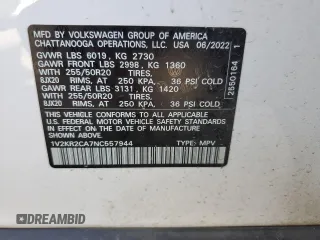 MFD BY VOLKSWAGEN GROUP OF AMERICA
CHATTANOOGA OPERATIONS, LLC. USA 06/2022
GVWR LBS 6019, KG 2730
GAWR FRONT LBS 2998, KG 1360
WITH 255/50R20 TIRES,
8JX20 RIMS, AT 250 KPA. 36 PSI COLD
GAWR REAR LBS 3131, KG 1420
WITH 255/50R20 TIRES,
8JX20 RIMS, AT 250 KPA. 36 PSI COLD
THIS VEHICLE CONFORMS TO ALL APPLICABLE
U.S. FEDERAL MOTOR VEHICLE SAFETY STANDARDS IN
EFFECT ON THE DATE OF MANUFACTURE SHOWN ABOVE.
1V2KR2CA7NC557944 TYPE: MPV
2550184 1